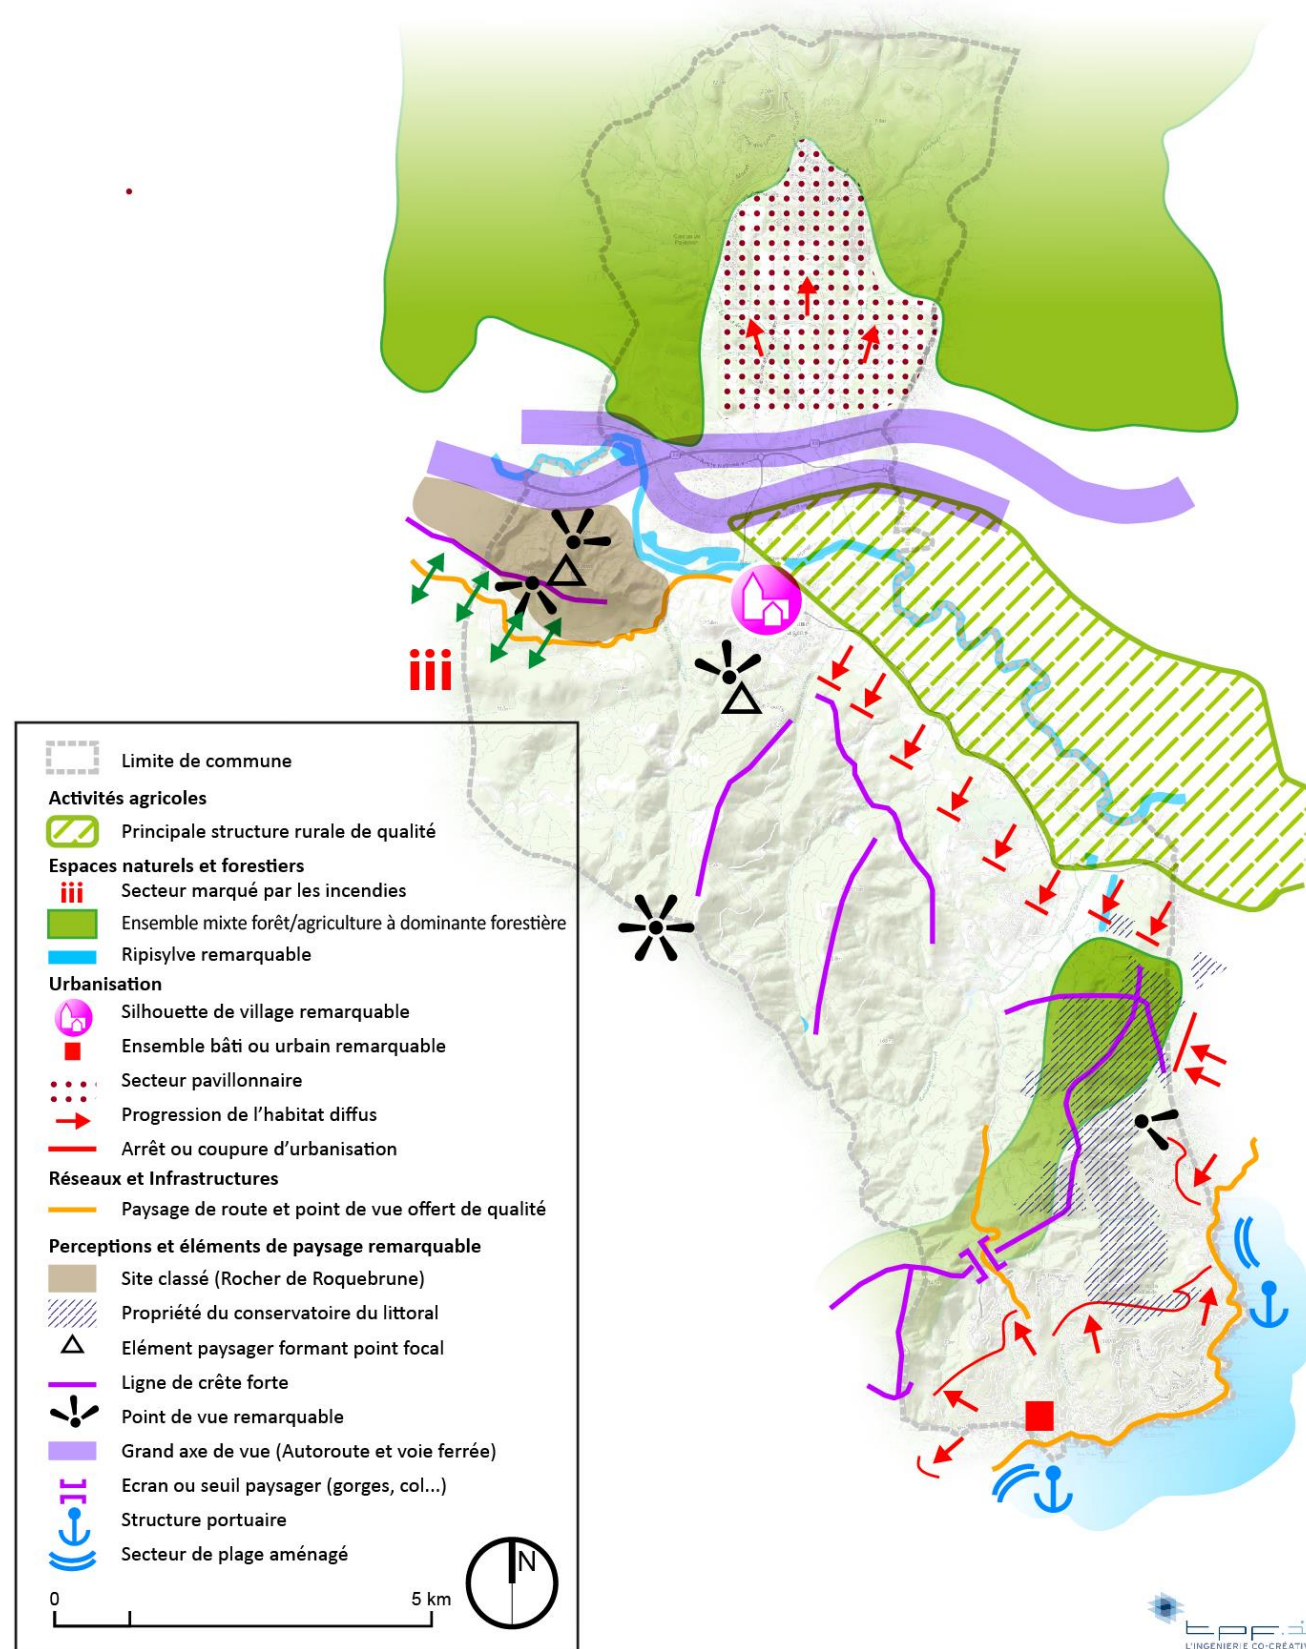 Limite de commune
Activités agricoles
Principale structure rurale de qualité
Espaces naturels et forestiers
Secteur marqué par les incendies
Ensemble mixte forêt/agriculture à dominante forestière
Ripisylve remarquable
Urbanisation
Silhouette de village remarquable
Ensemble bâti ou urbain remarquable
Secteur pavillonnaire
Progression de l'habitat diffus
Arrêt ou coupure d'urbanisation
Réseaux et Infrastructures
Paysage de route et point de vue offert de qualité
Perceptions et éléments de paysage remarquable
Site classé (Rocher de Roquebrune)
Propriété du conservatoire du littoral
Elément paysager formant point focal
Ligne de crête forte
Point de vue remarquable
Grand axe de vue (Autoroute et voie ferrée)
Ecran ou seuil paysager (gorges, col...)
Structure portuaire
Secteur de plage aménagé
N
0 5 km
tpf.i
L'INGÉNIERIE CO-CRÉATIV